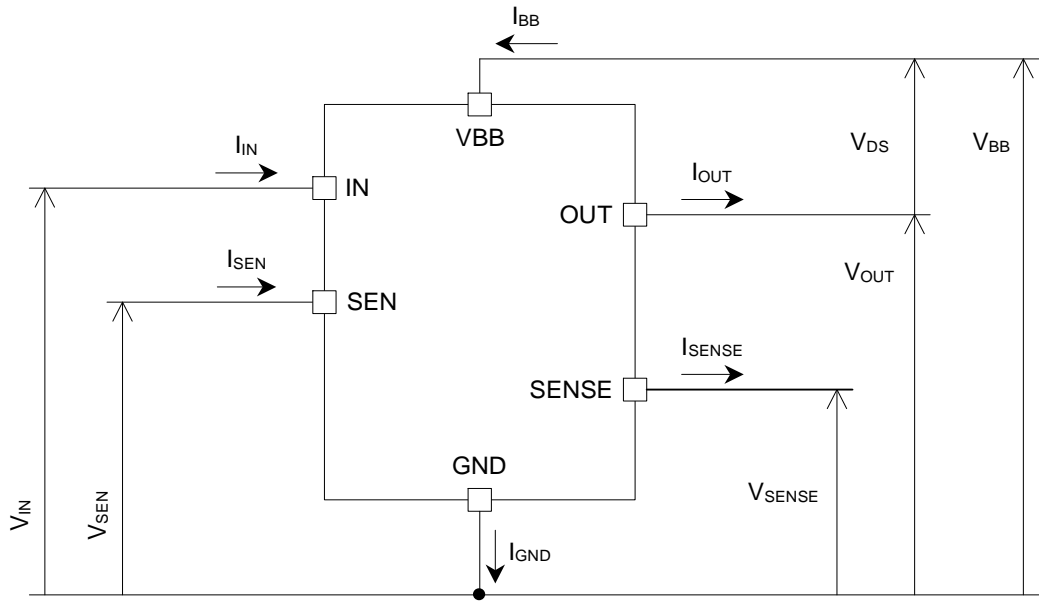 IBB
VBB
VDS
VBB
IIN
IN
IOUT
OUT
ISEN
SEN
VOUT
ISENSE
SENSE
GND
VSENSE
VIN
VSEN
IGND